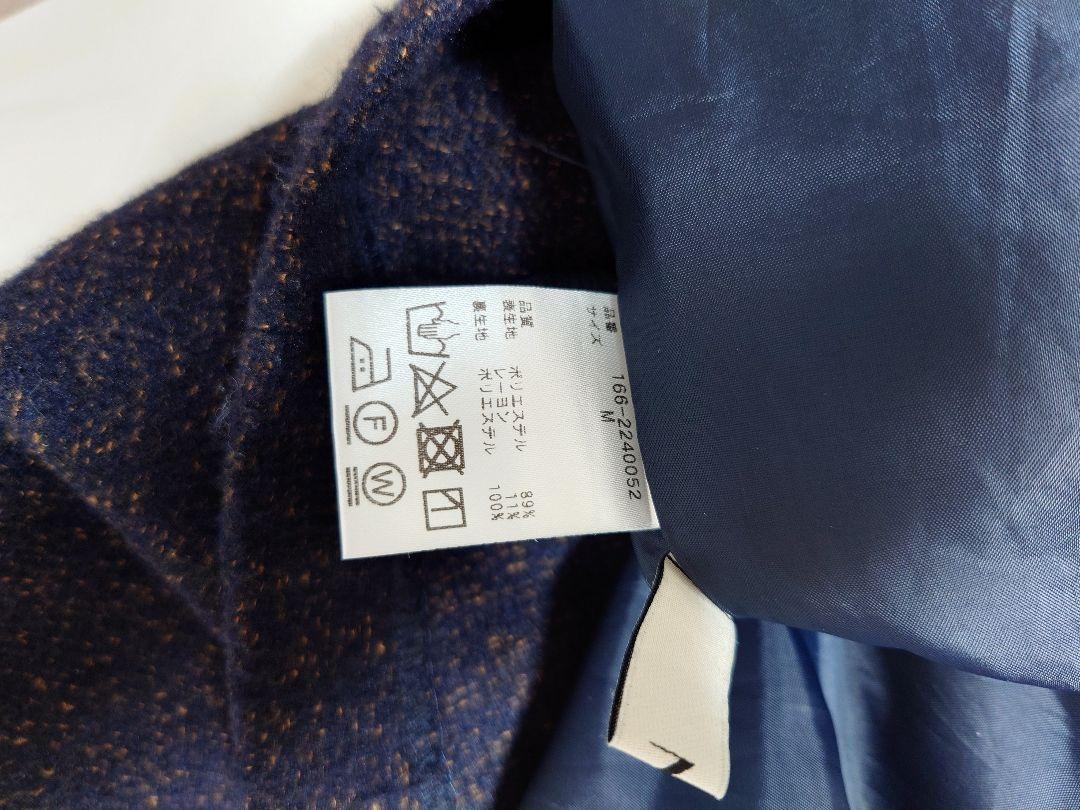 品番 166-2240052
サイズ M
品質
表生地 ポリエステル 89%
レーヨン 11%
裏生地 ポリエステル 100%
F
W